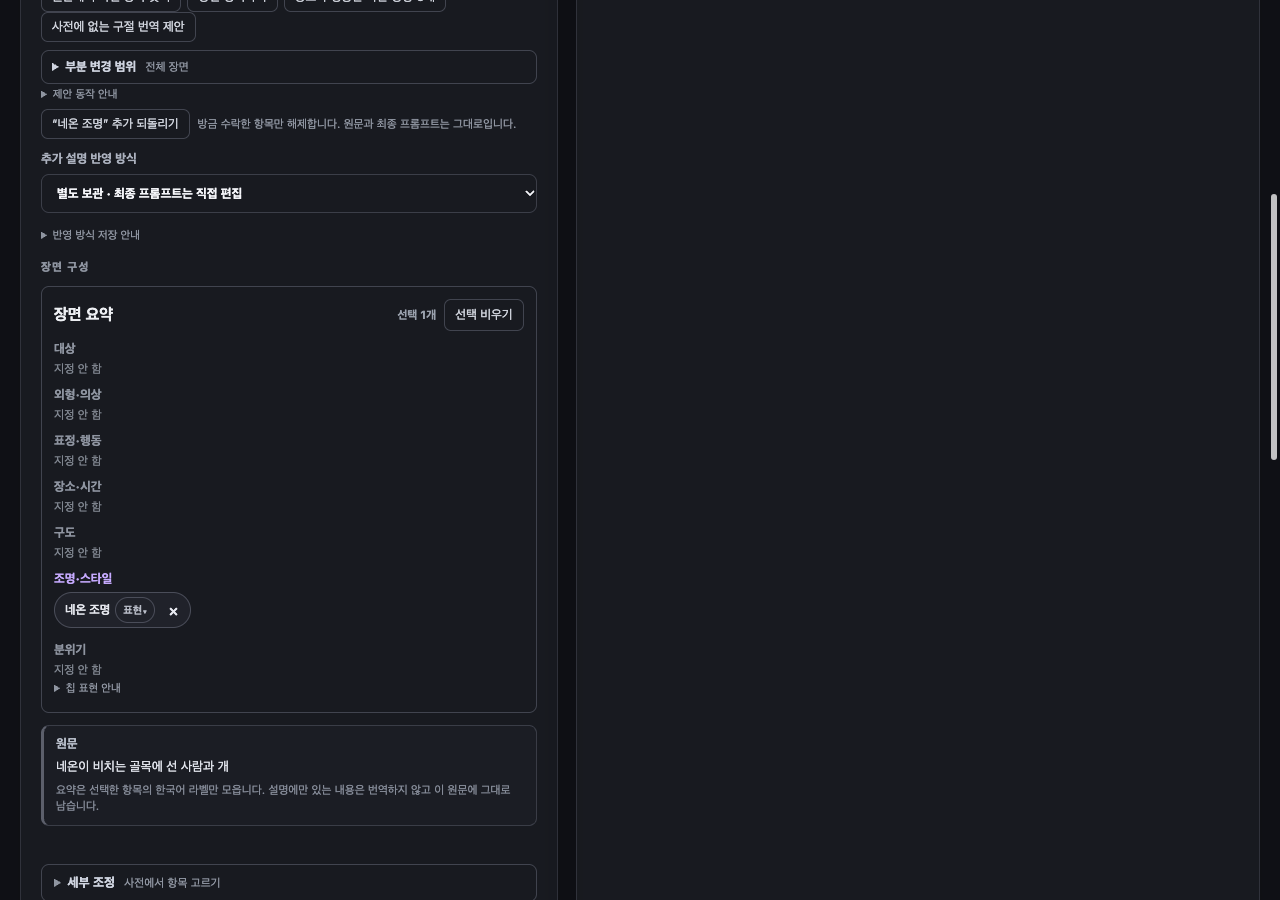 사전에 없는 구절 번역 제안
▶ 부분 변경 범위 전체 장면
▶ 제안 동작 안내
“네온 조명” 추가 되돌리기 방금 수락한 항목만 해제합니다. 원문과 최종 프롬프트는 그대로입니다.
추가 설명 반영 방식
별도 보관 · 최종 프롬프트는 직접 편집
▶ 반영 방식 저장 안내
장면 구성
장면 요약 선택 1개 선택 비우기
대상
지정 안 함
외형·의상
지정 안 함
표정·행동
지정 안 함
장소·시간
지정 안 함
구도
지정 안 함
조명·스타일
네온 조명 표현▾ ×
분위기
지정 안 함
▶ 칩 표현 안내
원문
네온이 비치는 골목에 선 사람과 개
요약은 선택한 항목의 한국어 라벨만 모읍니다. 설명에만 있는 내용은 번역하지 않고 이 원문에 그대로
남습니다.
▶ 세부 조정 사전에서 항목 고르기